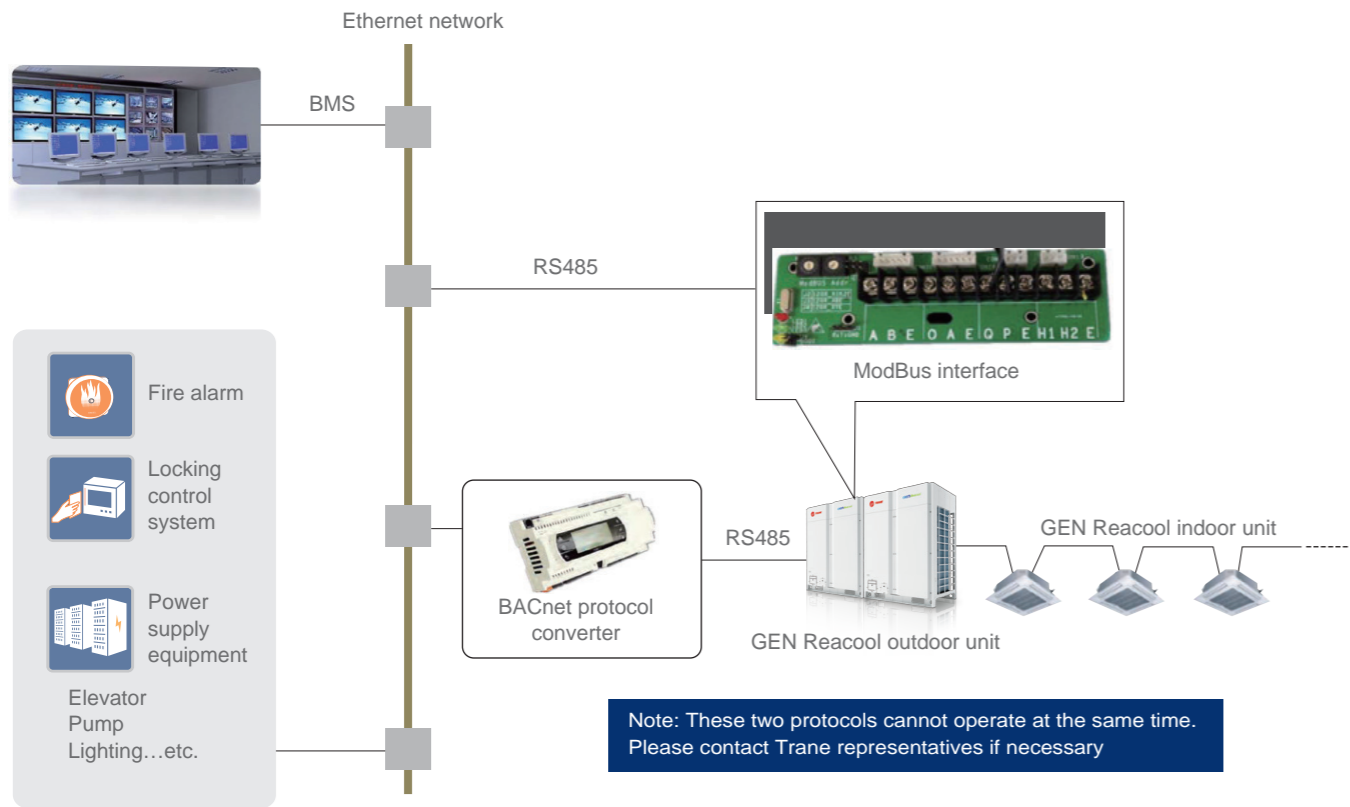 Ethernet network
BMS
RS485
ModBUS Addr
A B E O A E Q P E H1 H2 E
ModBus interface
Fire alarm
Locking
control
system
Power
supply
equipment
Elevator
Pump
Lighting…etc.
BACnet protocol
converter
RS485
GEN Reacool outdoor unit
GEN Reacool indoor unit
Note: These two protocols cannot operate at the same time.
Please contact Trane representatives if necessary